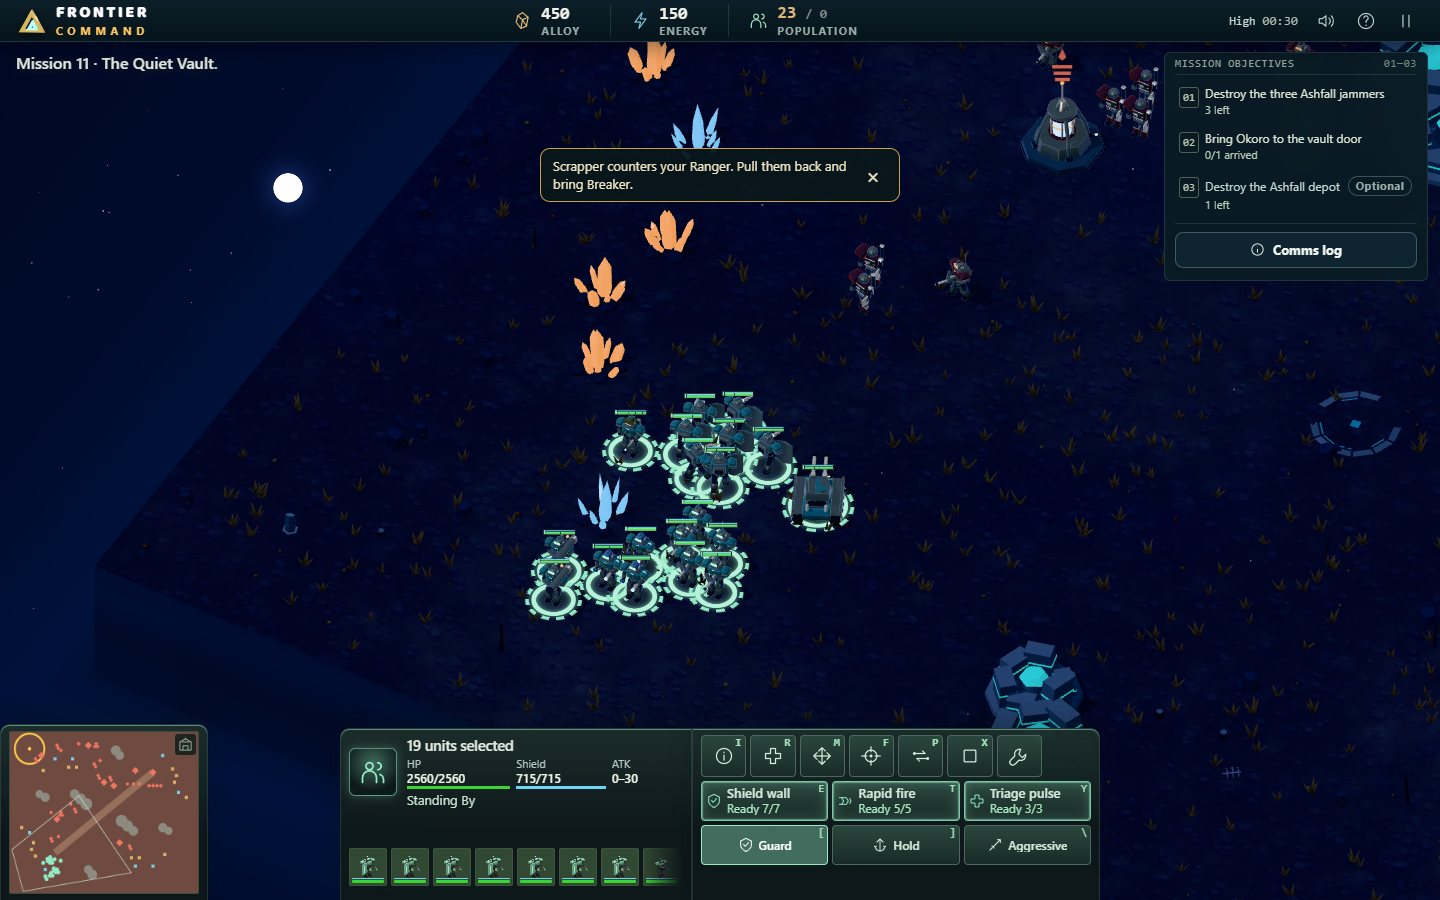 FRONTIER
COMMAND
450
ALLOY
150
ENERGY
23 / 0
POPULATION
High 00:30
Mission 11 · The Quiet Vault.
MISSION OBJECTIVES 01—03
01 Destroy the three Ashfall jammers
3 left
02 Bring Okoro to the vault door
0/1 arrived
03 Destroy the Ashfall depot Optional
1 left
Comms log
Scrapper counters your Ranger. Pull them back and
bring Breaker.
19 units selected
HP Shield ATK
2560/2560 715/715 0–30
Standing By
I R M F P X
Shield wall E
Ready 7/7
Rapid fire T
Ready 5/5
Triage pulse Y
Ready 3/3
Guard [
Hold ]
Aggressive \